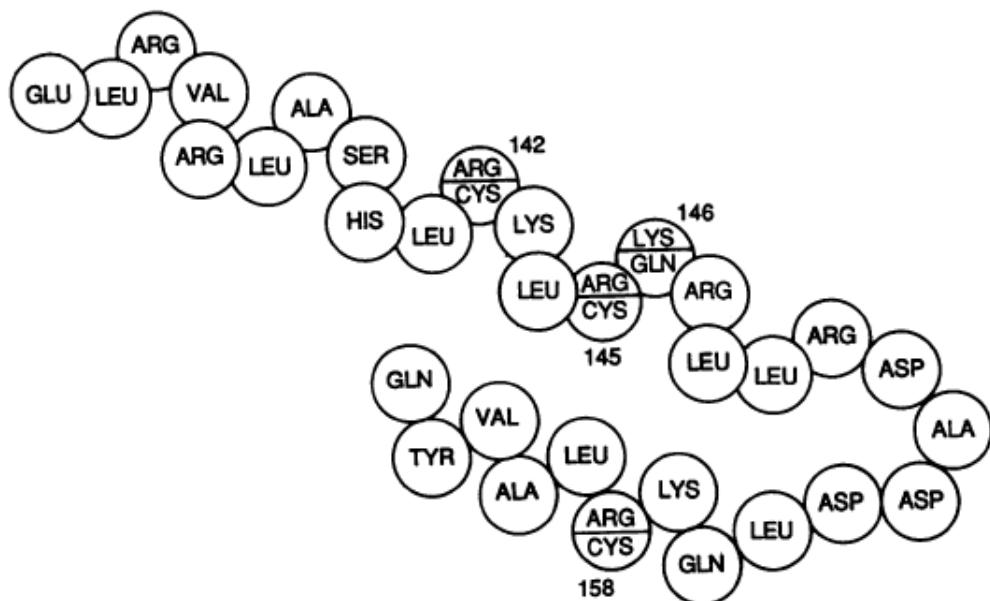 GLU
LEU
ARG
VAL
ARG
LEU
ALA
SER
HIS
LEU
142
ARG
CYS
LYS
LEU
ARG
CYS
145
146
LYS
GLN
ARG
LEU
LEU
ARG
ASP
ALA
ASP
ASP
LEU
GLN
LYS
ARG
CYS
158
LEU
ALA
VAL
TYR
GLN